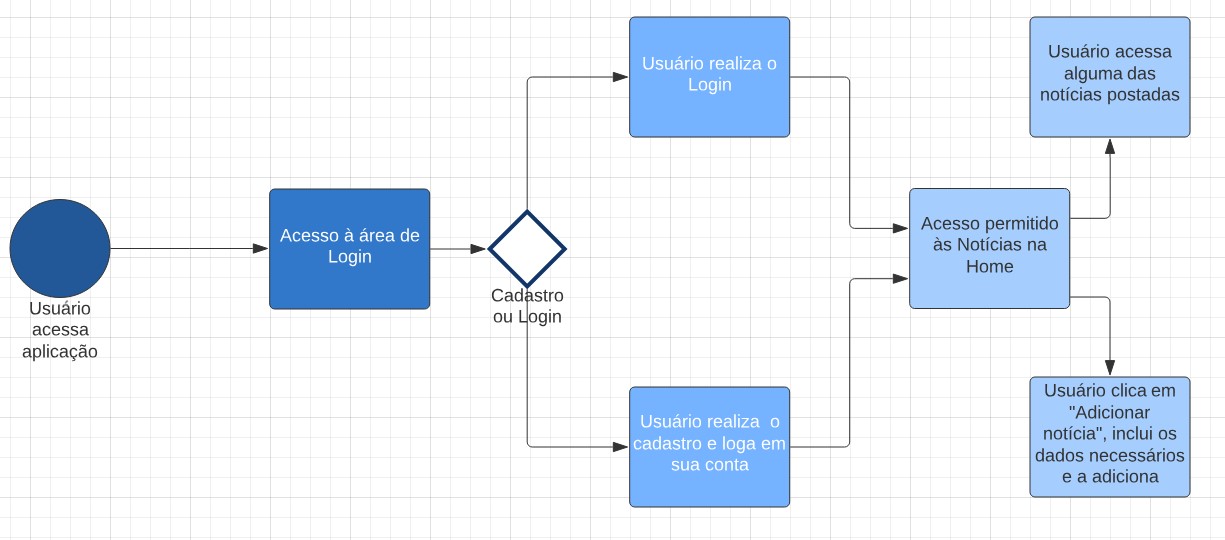 Usuário
acessa
aplicação
Acesso à área de
Login
Cadastro
ou Login
Usuário realiza o
Login
Usuário realiza  o
cadastro e loga em
sua conta
Acesso permitido
às Notícias na
Home
Usuário acessa
alguma das
notícias postadas
Usuário clica em
"Adicionar
notícia", inclui os
dados necessários
e a adiciona